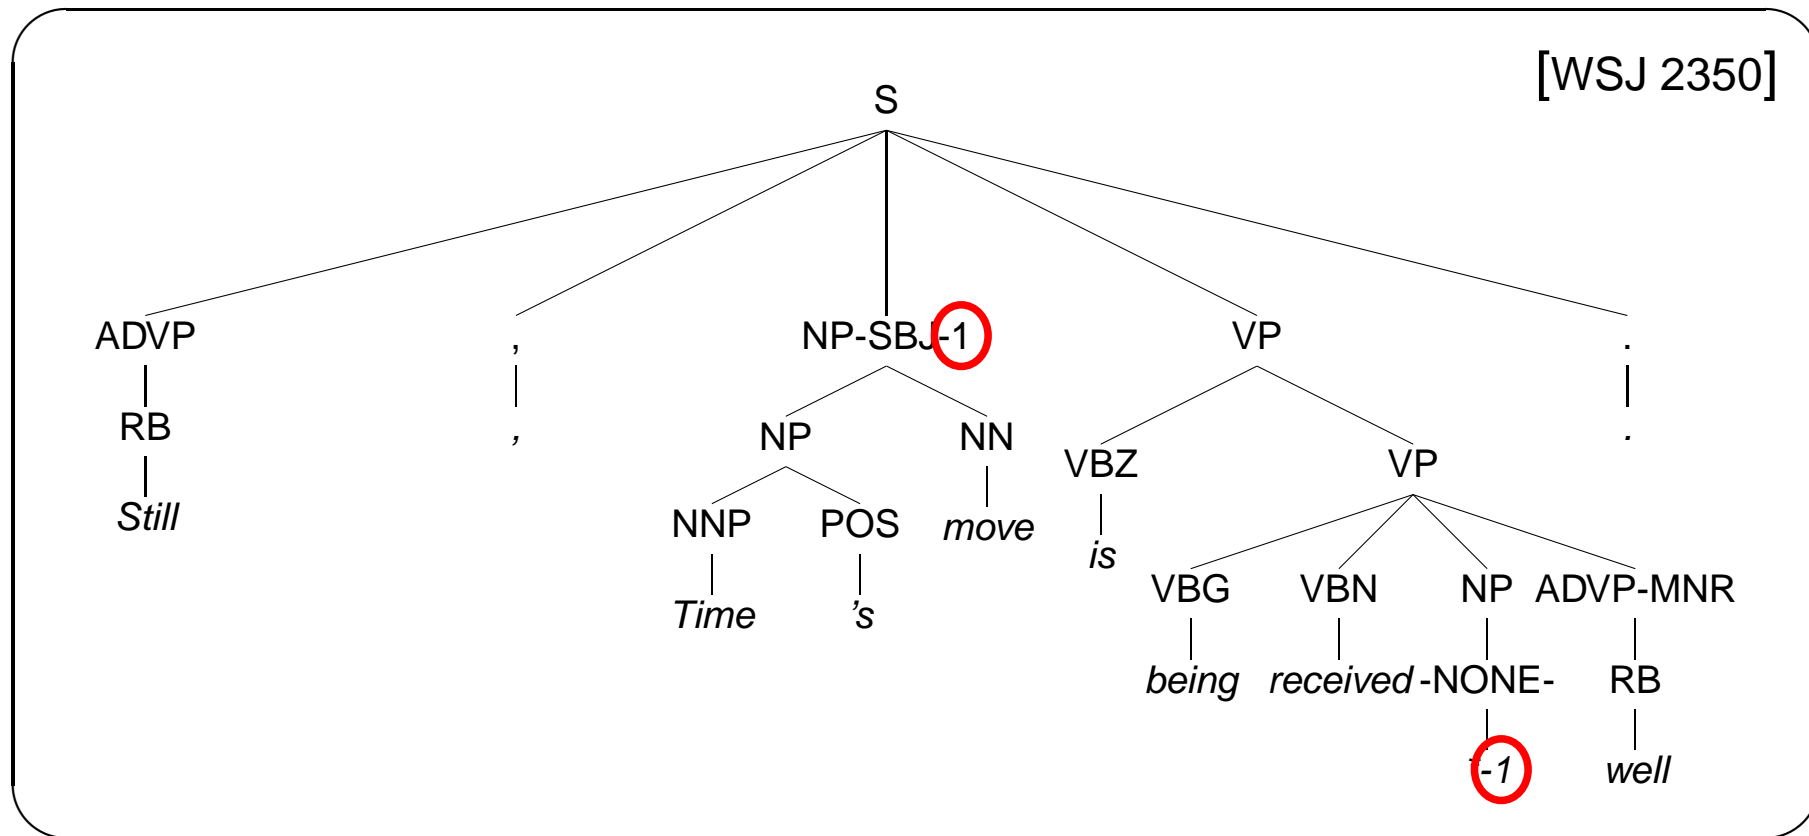 [WSJ 2350]
S
ADVP , NP-SBJ-1 VP .
RB , NP NN VBZ VP .
Still NNP POS move is
Time 's VBG VBN NP ADVP-MNR
being received -NONE- RB
*-1 well